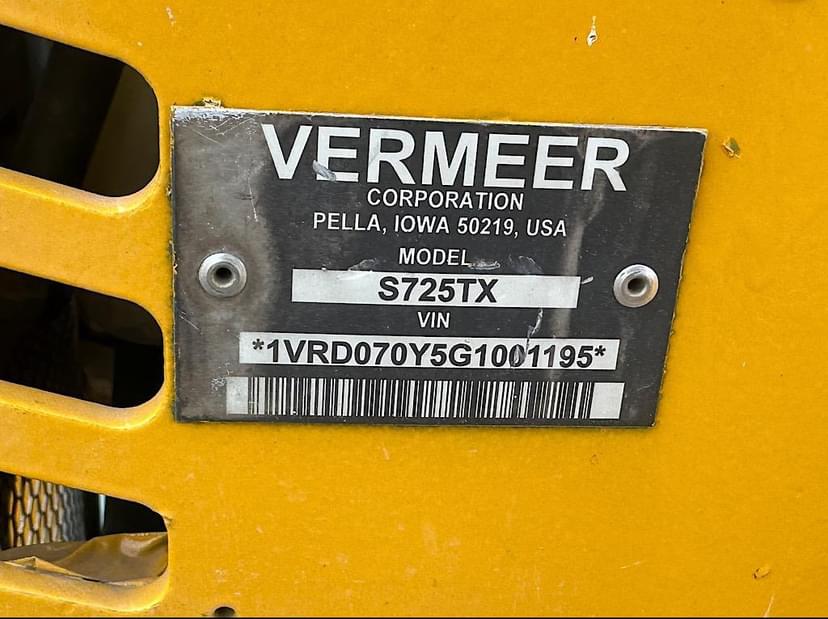 VERMEER
CORPORATION
PELLA, IOWA 50219, USA
MODEL
S725TX
VIN
*1VRD070Y5G1001195*